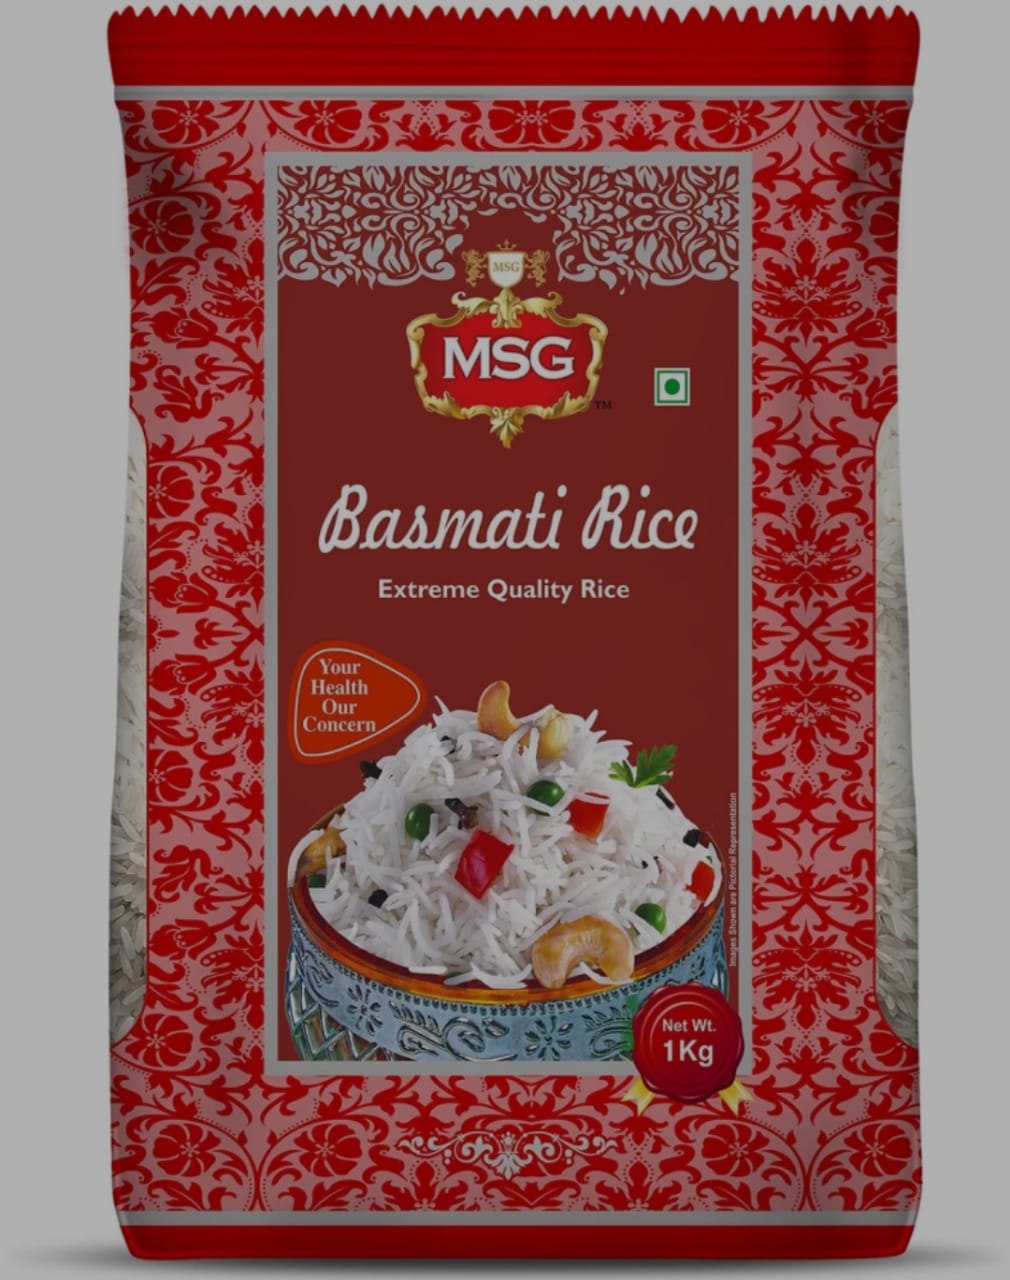 MSG
MSG
TM
Basmati Rice
Extreme Quality Rice
Your
Health
Our
Concern
Images Shown are Pictorial Representation
Net Wt.
1Kg